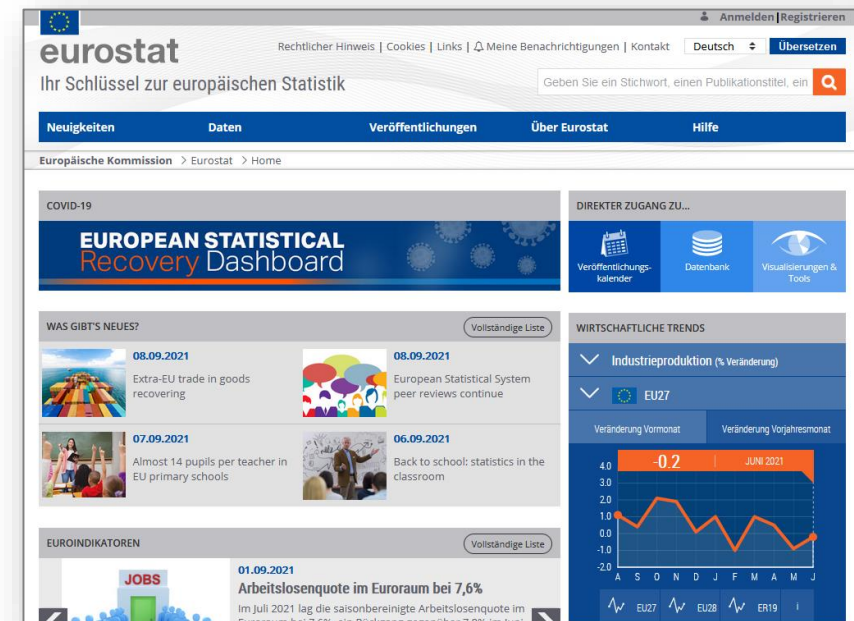 Anmelden|Registrieren
eurostat
Rechtlicher Hinweis | Cookies | Links | Meine Benachrichtigungen | Kontakt
Deutsch
Übersetzen
Ihr Schlüssel zur europäischen Statistik
Geben Sie ein Stichwort, einen Publikationstitel, ein
Neuigkeiten
Daten
Veröffentlichungen
Über Eurostat
Hilfe
Europäische Kommission > Eurostat > Home
COVID-19
EUROPEAN STATISTICAL
Recovery Dashboard
DIREKTER ZUGANG ZU...
Veröffentlichungs-
kalender
Datenbank
Visualisierungen &
Tools
WAS GIBT'S NEUES?
Vollständige Liste
08.09.2021
Extra-EU trade in goods
recovering
08.09.2021
European Statistical System
peer reviews continue
07.09.2021
Almost 14 pupils per teacher in
EU primary schools
06.09.2021
Back to school: statistics in the
classroom
WIRTSCHAFTLICHE TRENDS
Industrieproduktion (% Veränderung)
EU27
Veränderung Vormonat
Veränderung Vorjahresmonat
-0.2
JUNI 2021
4.0
3.0
2.0
1.0
0.0
-1.0
-2.0
A S O N D J F M A M J
EU27
EU28
ER19
i
EUROINDIKATOREN
Vollständige Liste
JOBS
01.09.2021
Arbeitslosenquote im Euroraum bei 7,6%
Im Juli 2021 lag die saisonbereinigte Arbeitslosenquote im